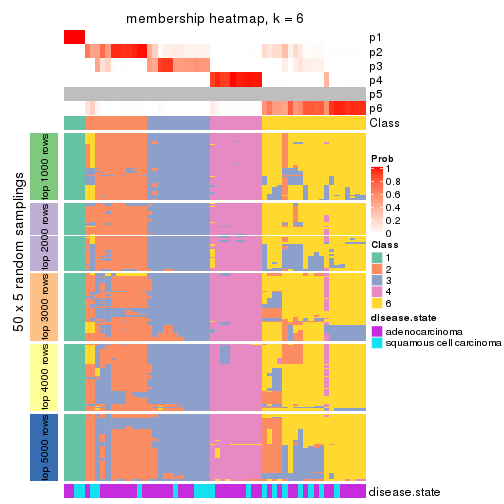 membership heatmap, k = 6
p1
p2
p3
p4
p5
p6
Class
50 x 5 random samplings
top 1000 rows
top 2000 rows
top 3000 rows
top 4000 rows
top 5000 rows
disease.state
Prob
1
0.8
0.6
0.4
0.2
0
Class
1
2
3
4
6
disease.state
adenocarcinoma
squamous cell carcinoma